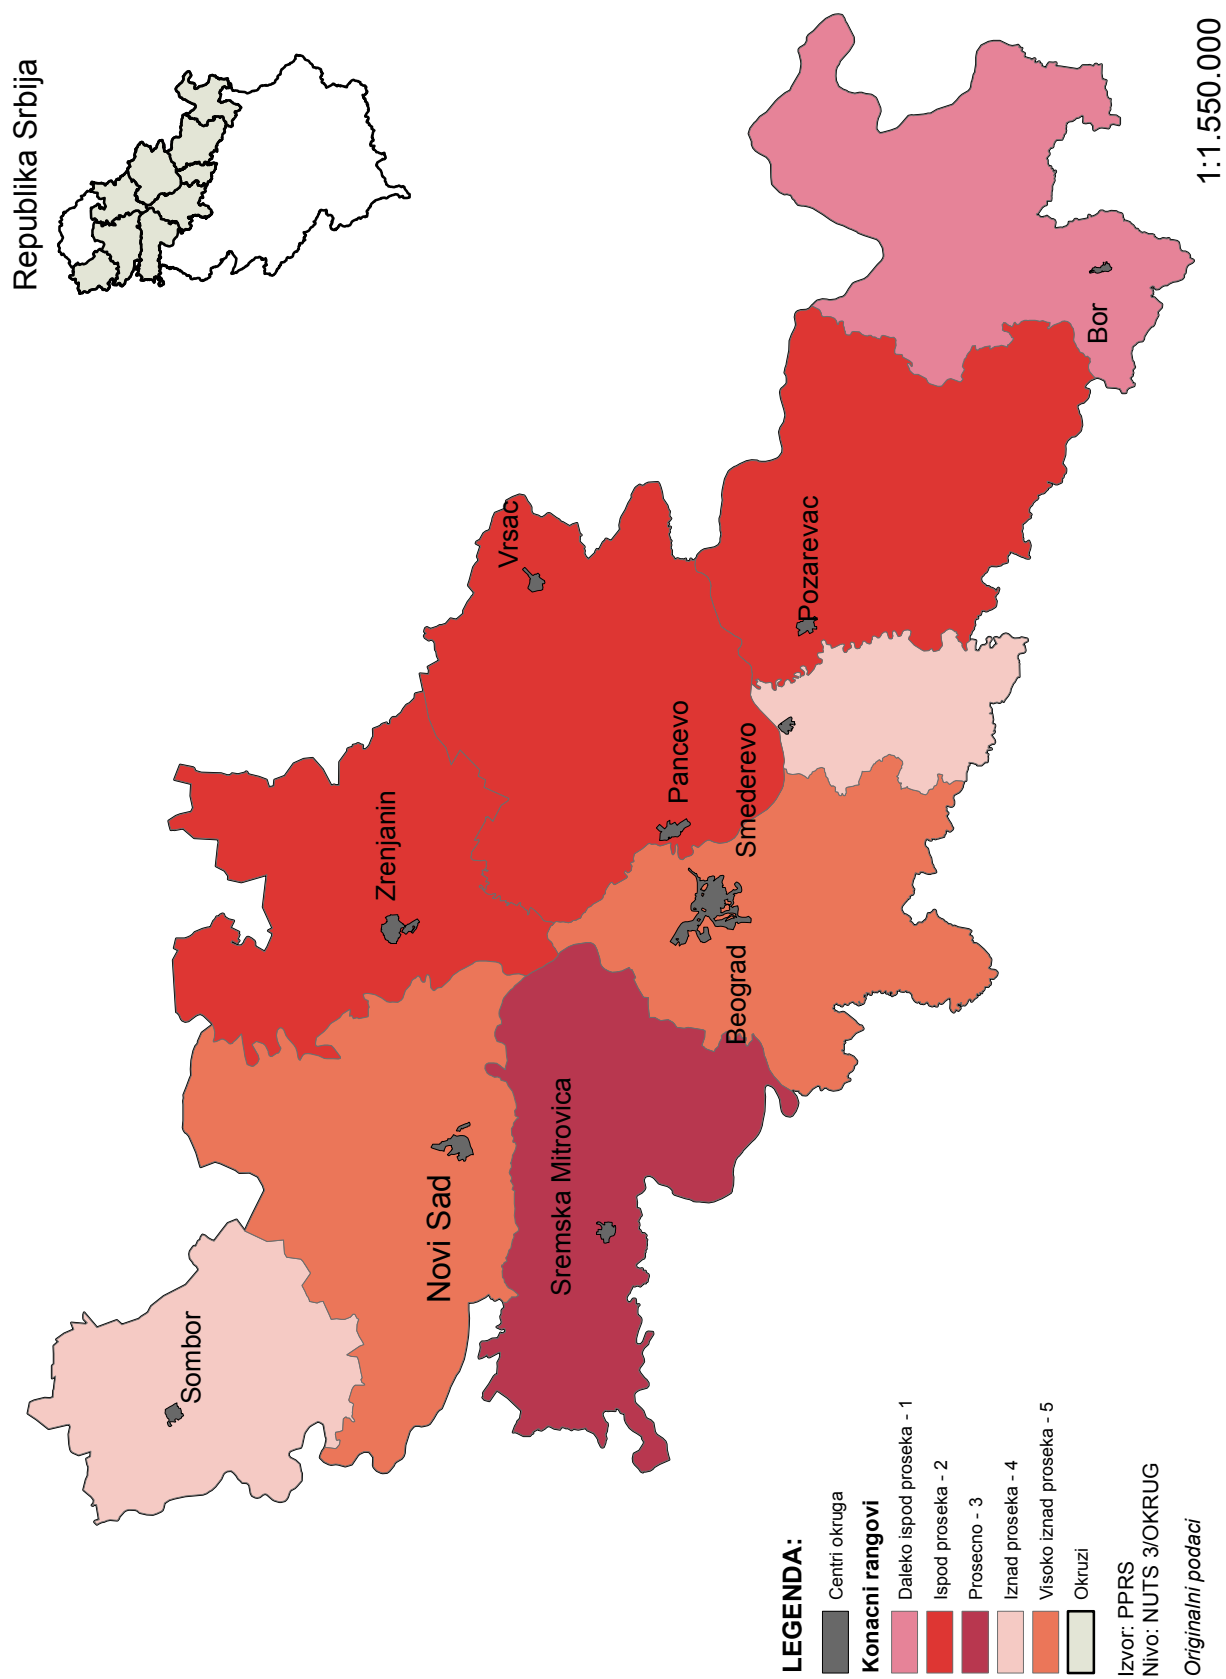 Republika Srbija
Sombor
Novi Sad
Zrenjanin
Vrsac
Sremska Mitrovica
Pancevo
Beograd
Smederevo
Pozarevac
Bor
LEGENDA:
Centri okruga
Konacni rangovi
Daleko ispod proseka - 1
Ispod proseka - 2
Prosecno - 3
Iznad proseka - 4
Visoko iznad proseka - 5
Okruzi
Izvor: PPRS
Nivo: NUTS 3/OKRUG
Originalni podaci
1:1.550.000